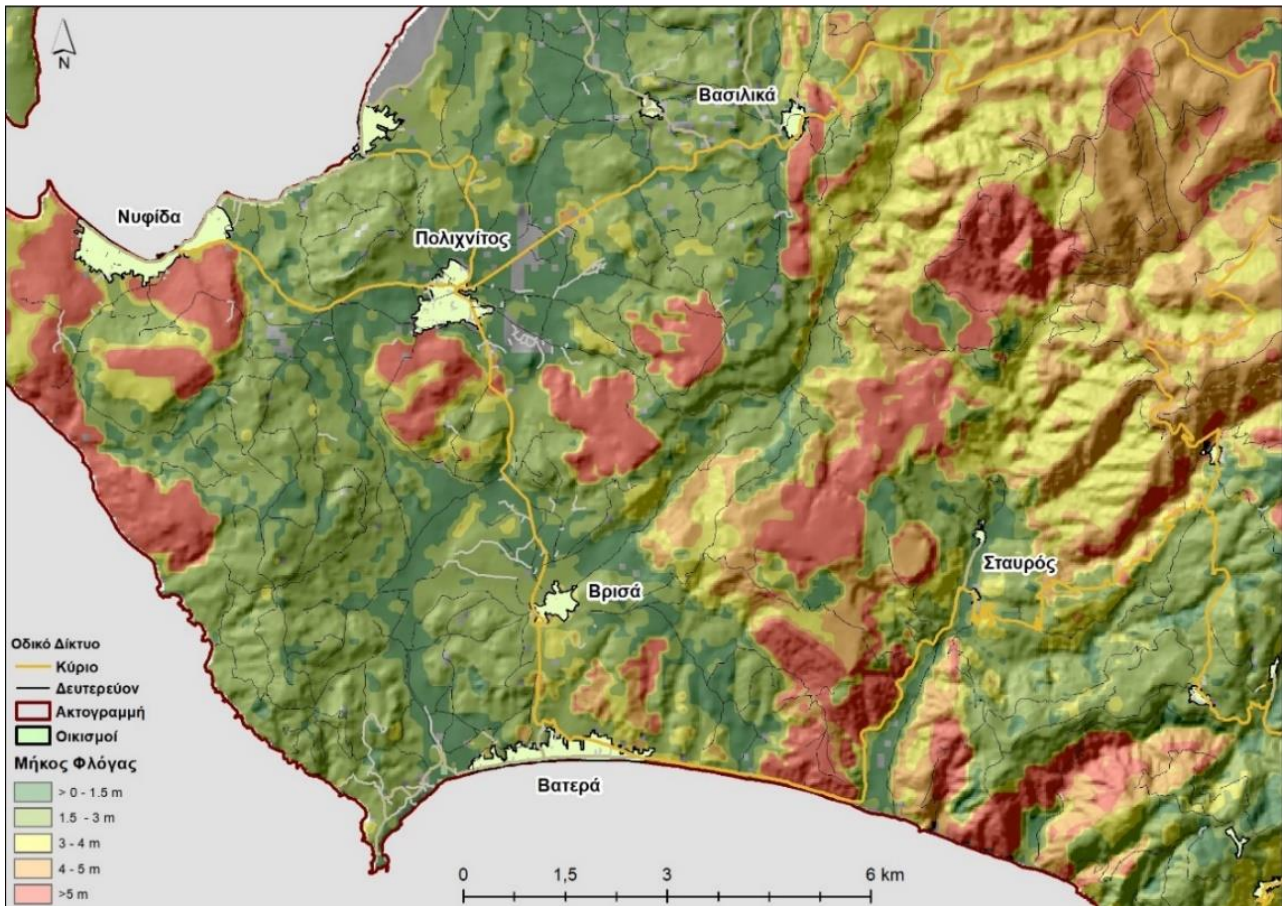 N
Βασιλικά
Νυφίδα
Πολιχνίτος
Σταυρός
Βρισά
Βατερά
Οδικό Δίκτυο
Κύριο
Δευτερεύον
Ακτογραμμή
Οικισμοί
Μήκος Φλόγας
> 0 - 1.5 m
1.5 - 3 m
3 - 4 m
4 - 5 m
>5 m
0 1,5 3 6 km